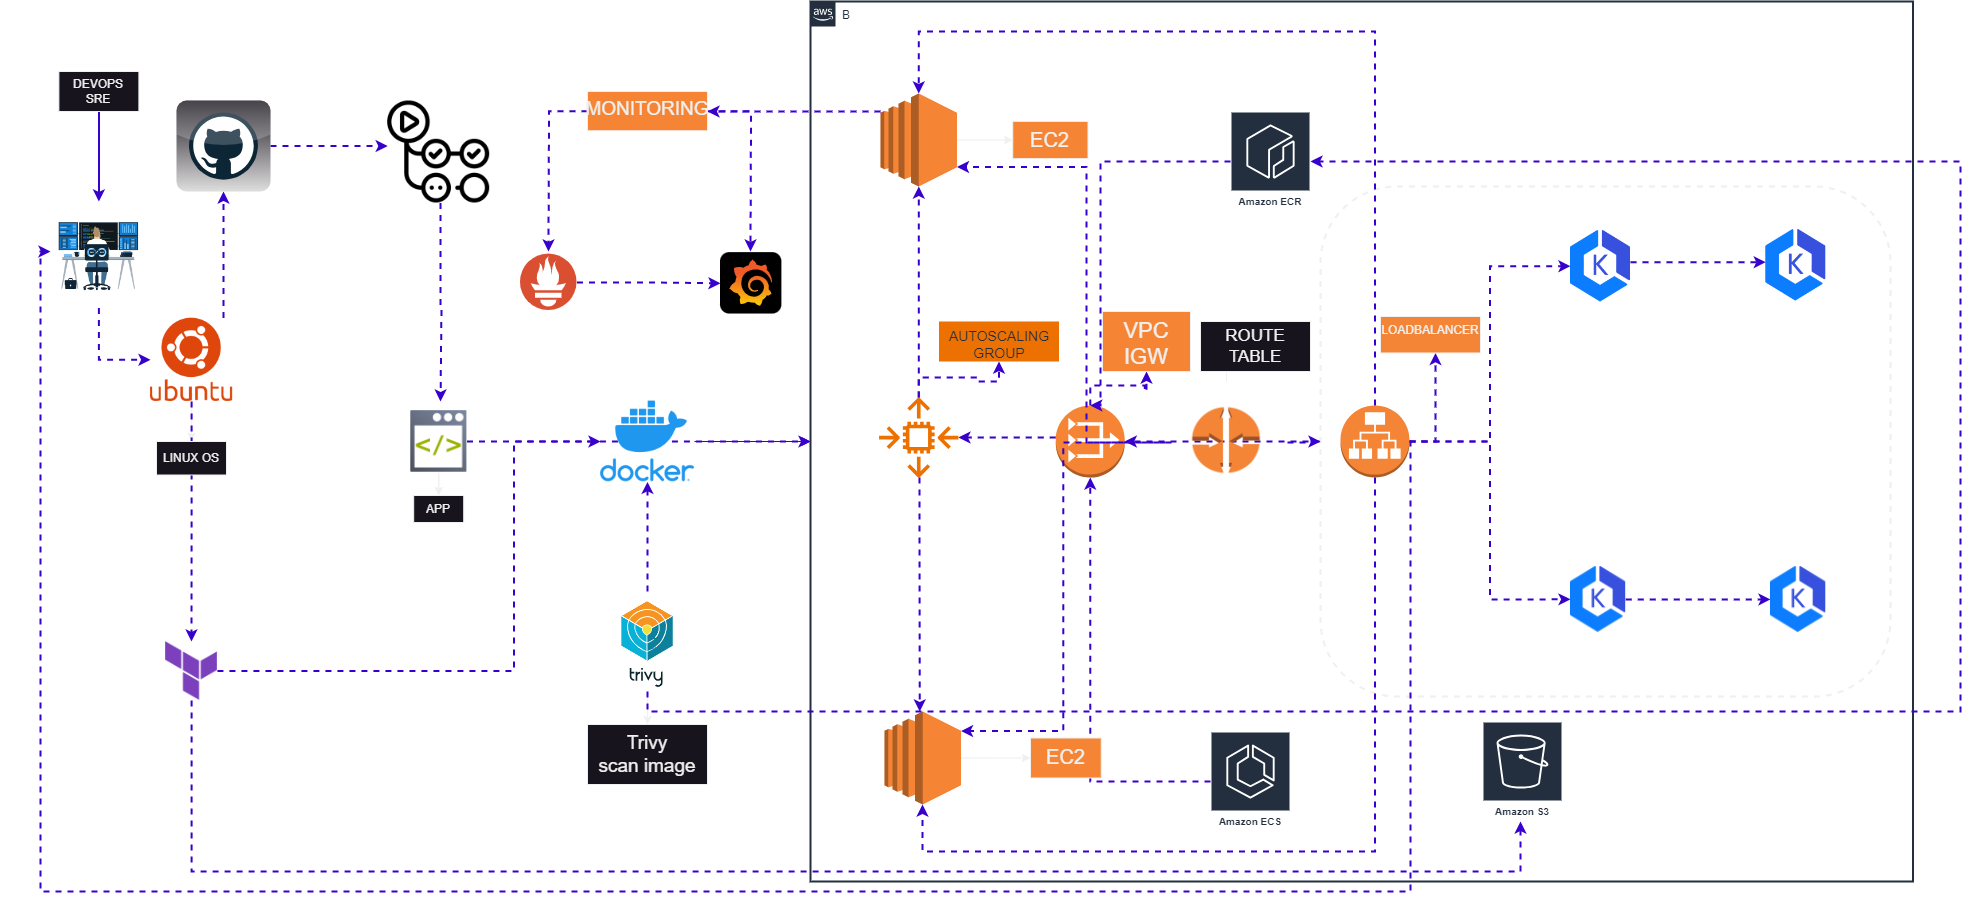 aws
B
DEVOPS
SRE
MONITORING
EC2
Amazon ECR
K
K
AUTOSCALING
GROUP
VPC
IGW
ROUTE
TABLE
LOADBALANCER
ubuntu
LINUX OS
</>
APP
docker
trivy
Trivy
scan image
K
K
EC2
Amazon ECS
Amazon S3